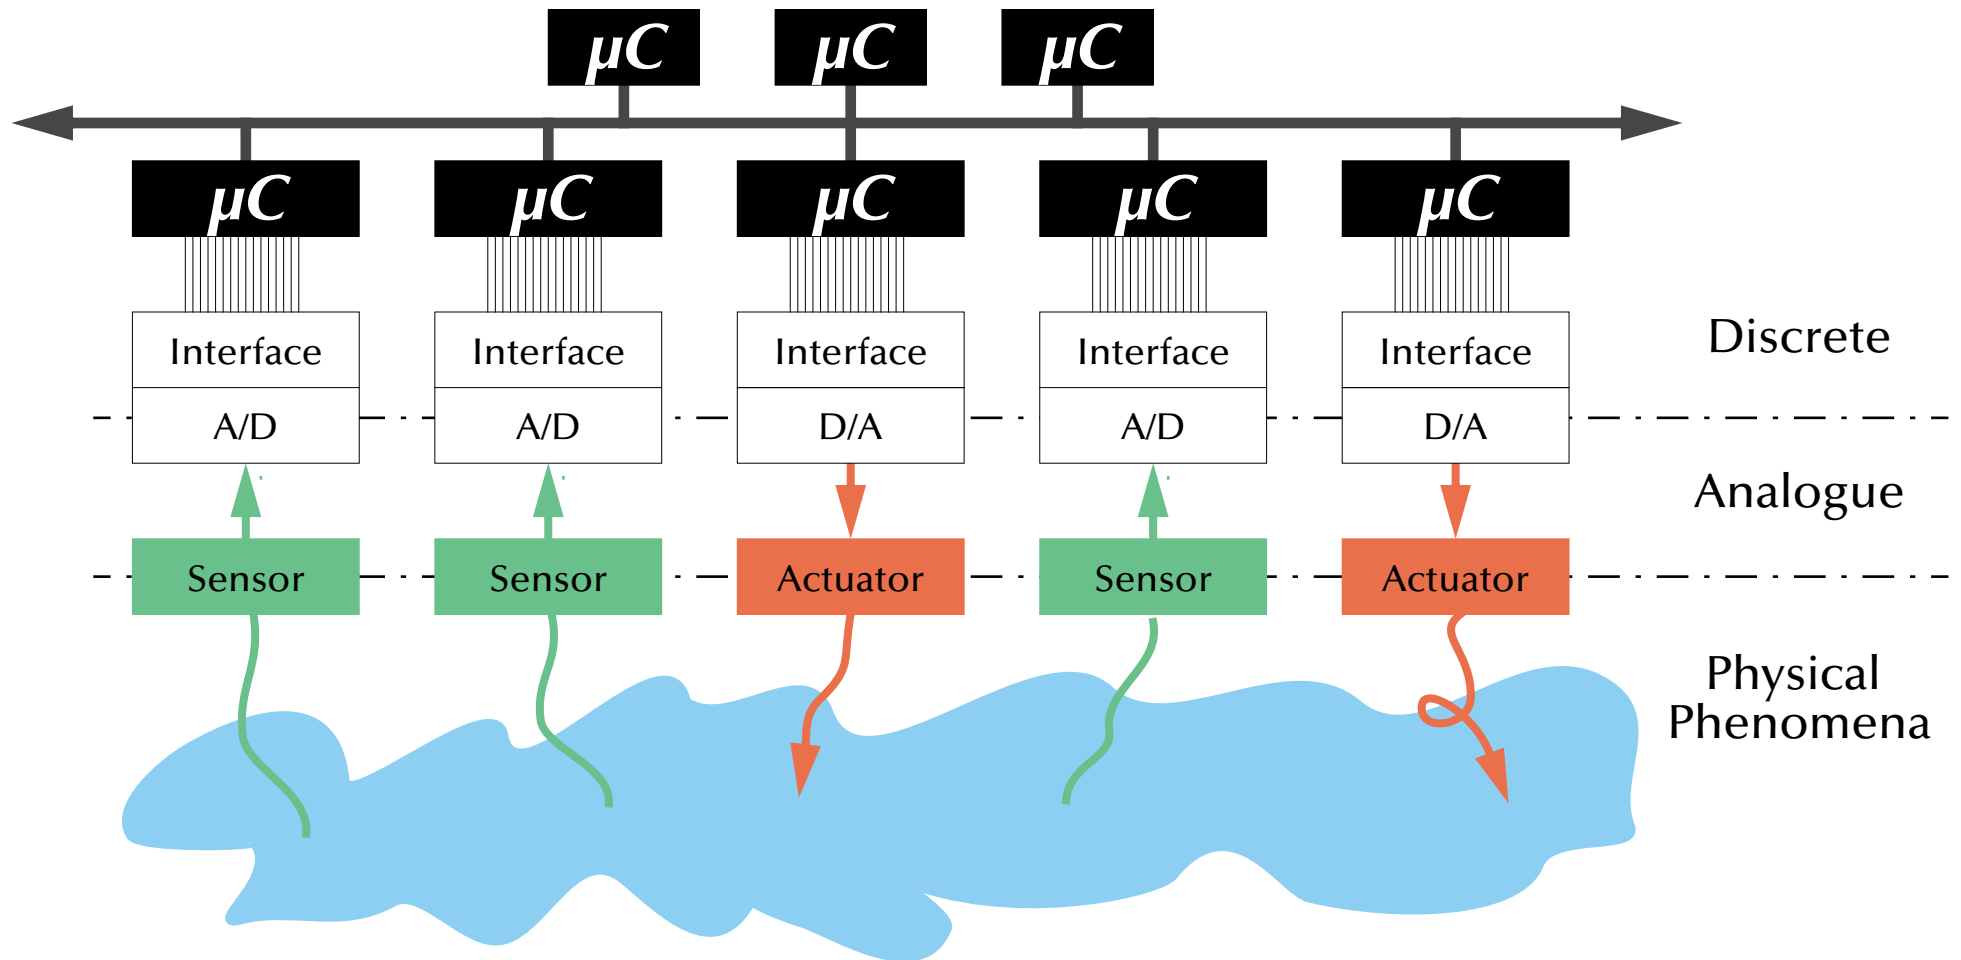 μC μC μC
μC μC μC μC μC
Interface Interface Interface Interface Interface
Discrete
A/D A/D D/A A/D D/A
Analogue
Sensor Sensor Actuator Sensor Actuator
Physical
Phenomena